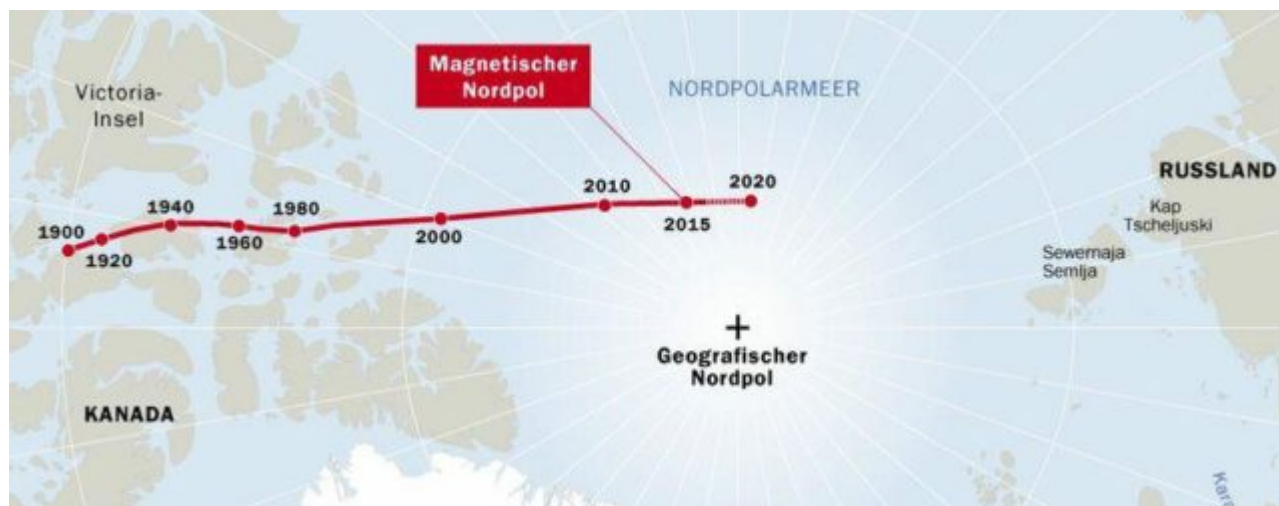 Magnetischer
Nordpol
Victoria-
Insel
NORDPOLARMEER
RUSSLAND
1900
1920
1940
1960
1980
2000
2010
2015
2020
Kap
Tscheljuski
Sewernaja
Semlja
Geografischer
Nordpol
KANADA
Kar